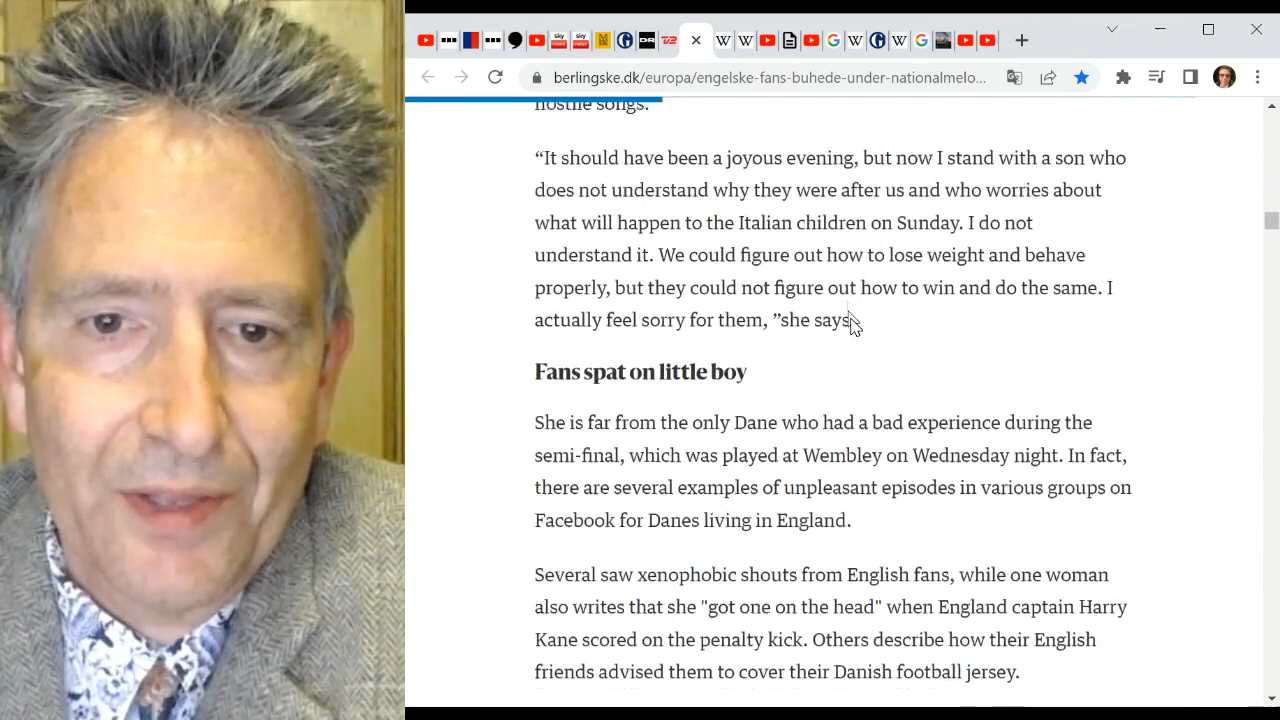 sky
sky
N
DR
W
W
G
W
W
G
berlingske.dk/europa/engelske-fans-buhede-under-nationalmelo...
hostile songs.
“It should have been a joyous evening, but now I stand with a son who
does not understand why they were after us and who worries about
what will happen to the Italian children on Sunday. I do not
understand it. We could figure out how to lose weight and behave
properly, but they could not figure out how to win and do the same. I
actually feel sorry for them, ”she says
Fans spat on little boy
She is far from the only Dane who had a bad experience during the
semi-final, which was played at Wembley on Wednesday night. In fact,
there are several examples of unpleasant episodes in various groups on
Facebook for Danes living in England.
Several saw xenophobic shouts from English fans, while one woman
also writes that she "got one on the head" when England captain Harry
Kane scored on the penalty kick. Others describe how their English
friends advised them to cover their Danish football jersey.